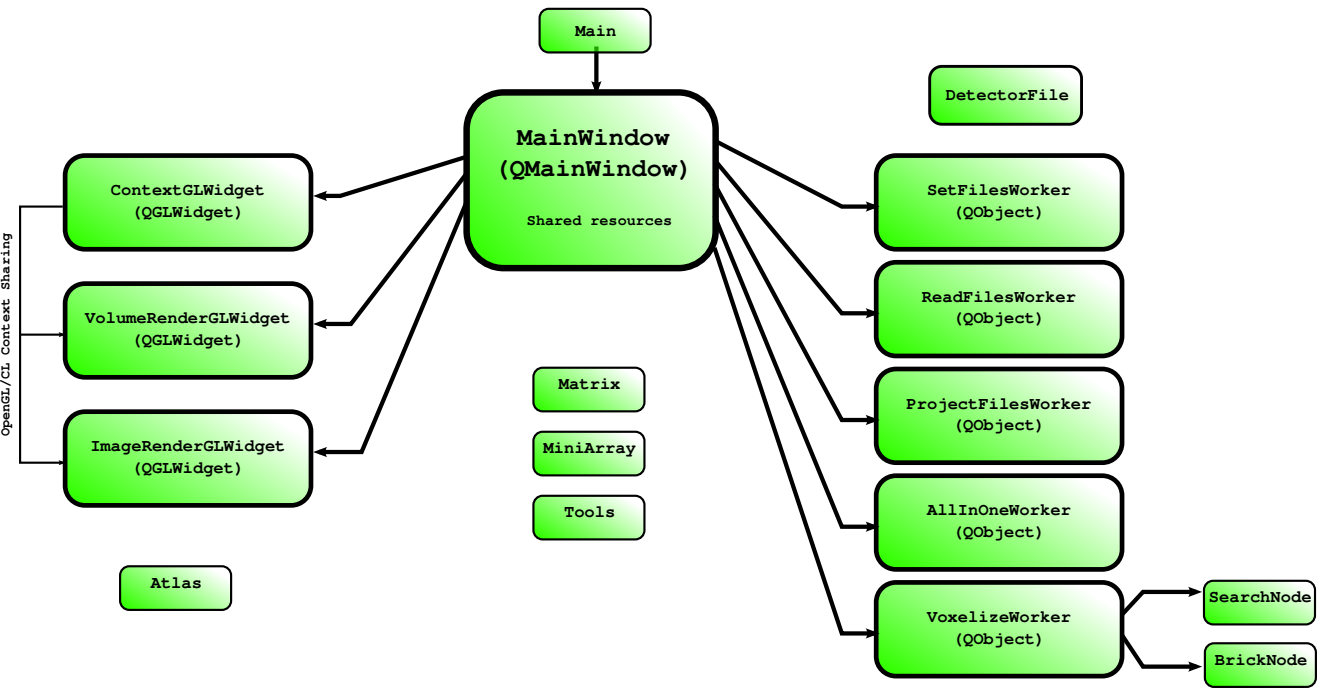 Main
DetectorFile
MainWindow
(QMainWindow)
Shared resources
ContextGLWidget
(QGLWidget)
VolumeRenderGLWidget
(QGLWidget)
ImageRenderGLWidget
(QGLWidget)
OpenGL/CL Context Sharing
Atlas
Matrix
MiniArray
Tools
SetFilesWorker
(QObject)
ReadFilesWorker
(QObject)
ProjectFilesWorker
(QObject)
AllInOneWorker
(QObject)
VoxelizeWorker
(QObject)
SearchNode
BrickNode